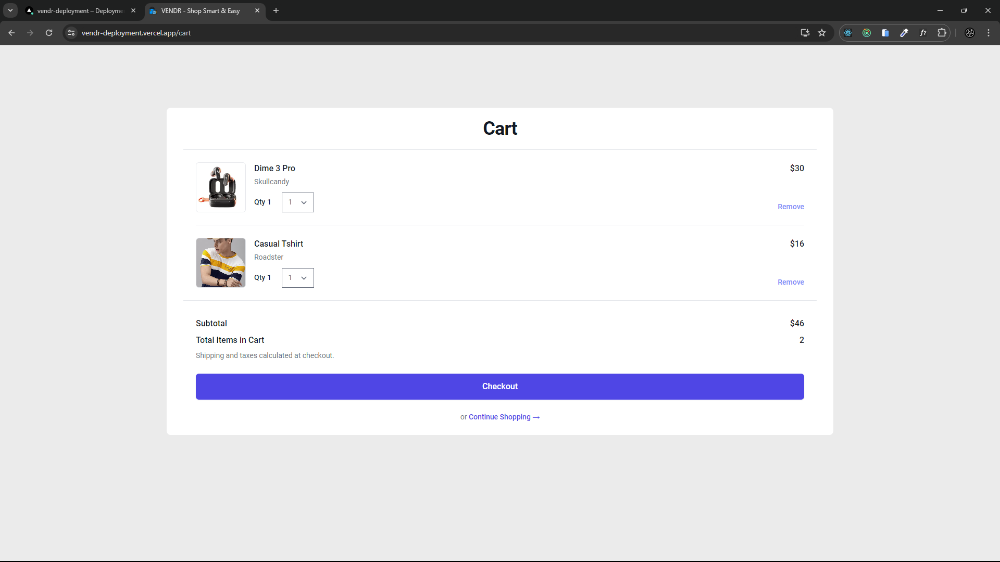 vendr-deployment – Deployme
VENDR - Shop Smart & Easy
vendr-deployment.vercel.app/cart
f?
Cart
Dime 3 Pro
$30
Skullcandy
Qty 1
1
Remove
Casual Tshirt
$16
Roadster
Qty 1
1
Remove
Subtotal
$46
Total Items in Cart
2
Shipping and taxes calculated at checkout.
Checkout
or Continue Shopping →